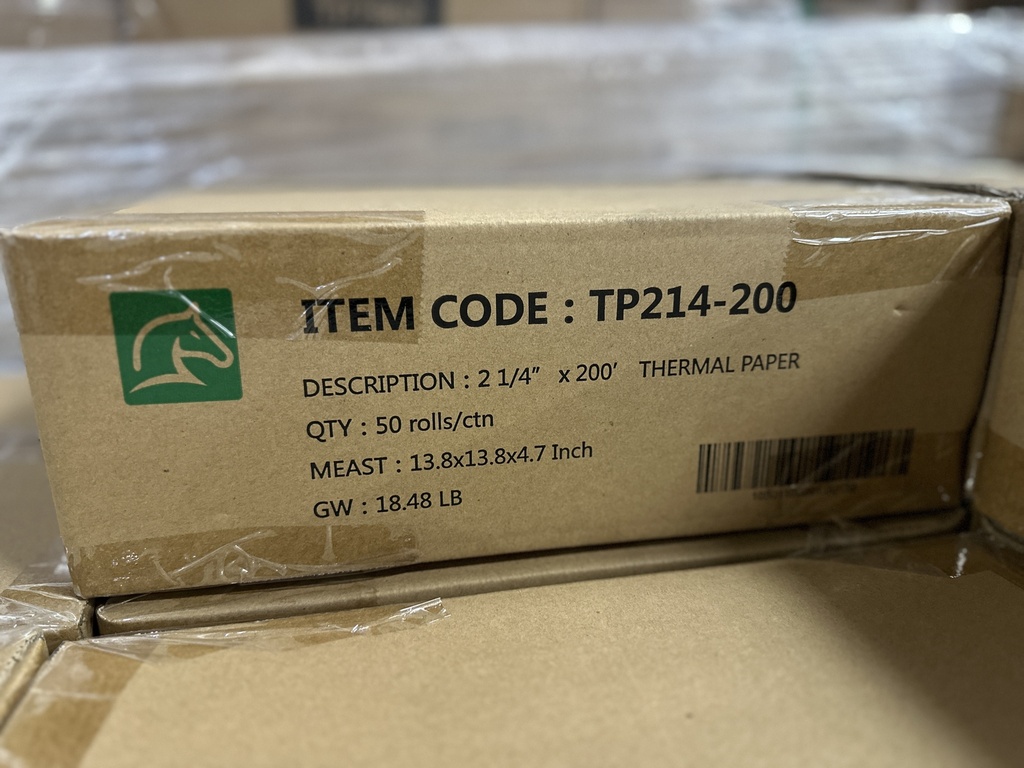 ITEM CODE : TP214-200
DESCRIPTION : 2 1/4” x 200’ THERMAL PAPER
QTY : 50 rolls/ctn
MEAST : 13.8x13.8x4.7 Inch
GW : 18.48 LB